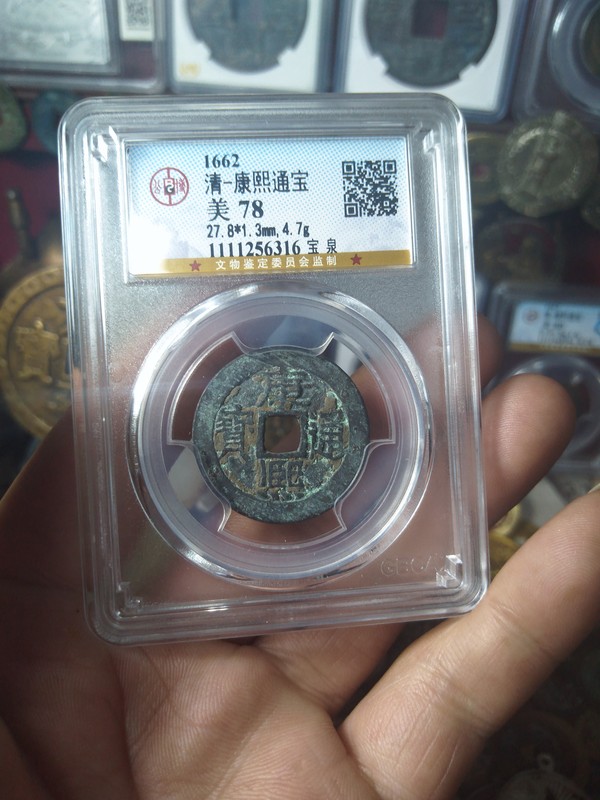 1662
清-康熙通宝
美 78
27.8*1.3mm,4.7g
1111256316 宝 泉
文物鉴定委员会监制
康熙通寶